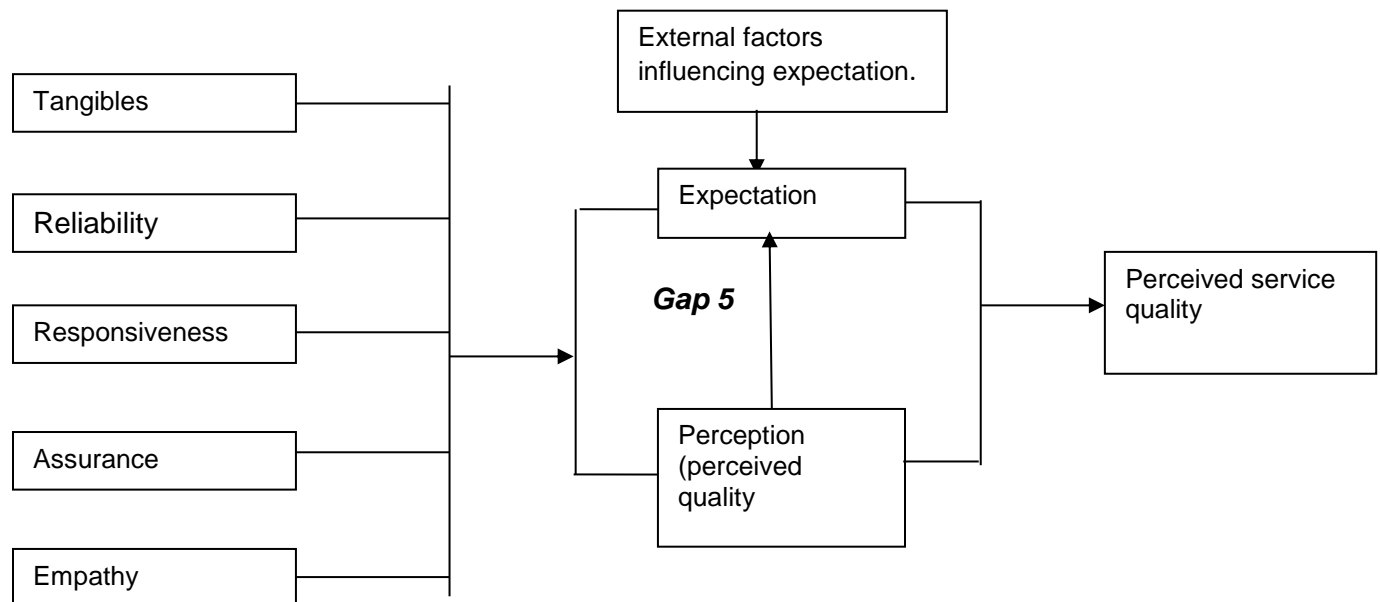 External factors
influencing expectation.
Tangibles
Reliability
Responsiveness
Assurance
Empathy
Expectation
Gap 5
Perception
(perceived
quality
Perceived service
quality